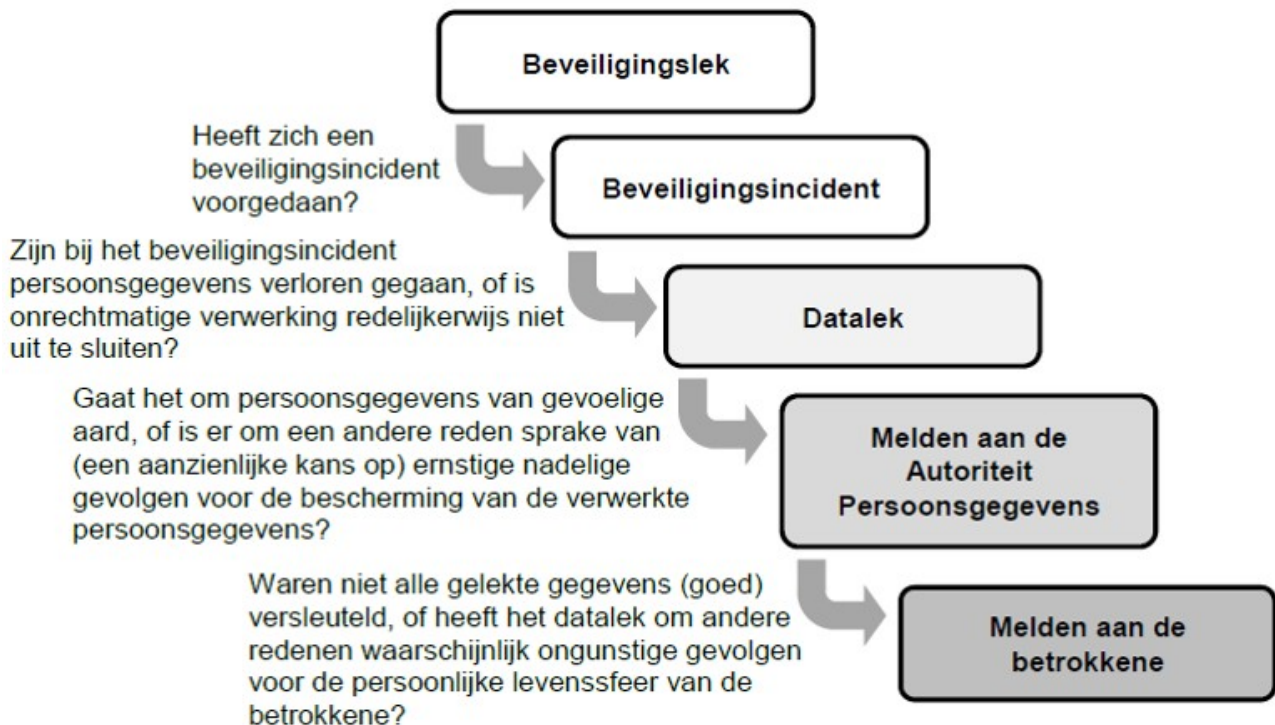 Beveiligingslek
Heeft zich een
beveiligingsincident
voorgedaan?
Beveiligingsincident
Zijn bij het beveiligingsincident
persoonsgegevens verloren gegaan, of is
onrechtmatige verwerking redelijkerwijs niet
uit te sluiten?
Datalek
Gaat het om persoonsgegevens van gevoelige
aard, of is er om een andere reden sprake van
(een aanzienlijke kans op) ernstige nadelige
gevolgen voor de bescherming van de verwerkte
persoonsgegevens?
Melden aan de
Autoriteit
Persoonsgegevens
Waren niet alle gelekte gegevens (goed)
versleuteld, of heeft het datalek om andere
redenen waarschijnlijk ongunstige gevolgen
voor de persoonlijke levenssfeer van de
betrokkene?
Melden aan de
betrokkene